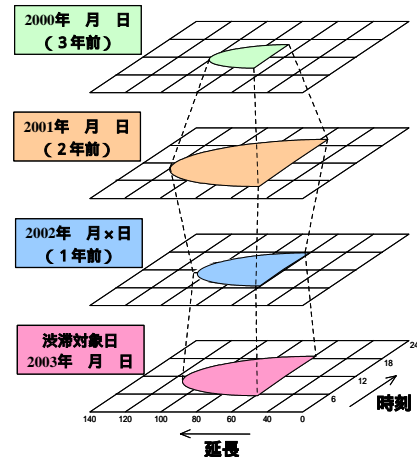 2000年 月 日
(3年前)
2001年 月 日
(2年前)
2002年 月×日
(1年前)
渋滞対象日
2003年 月 日
24
18
12
6
時刻
140 120 100 80 60 40 20 0
延長